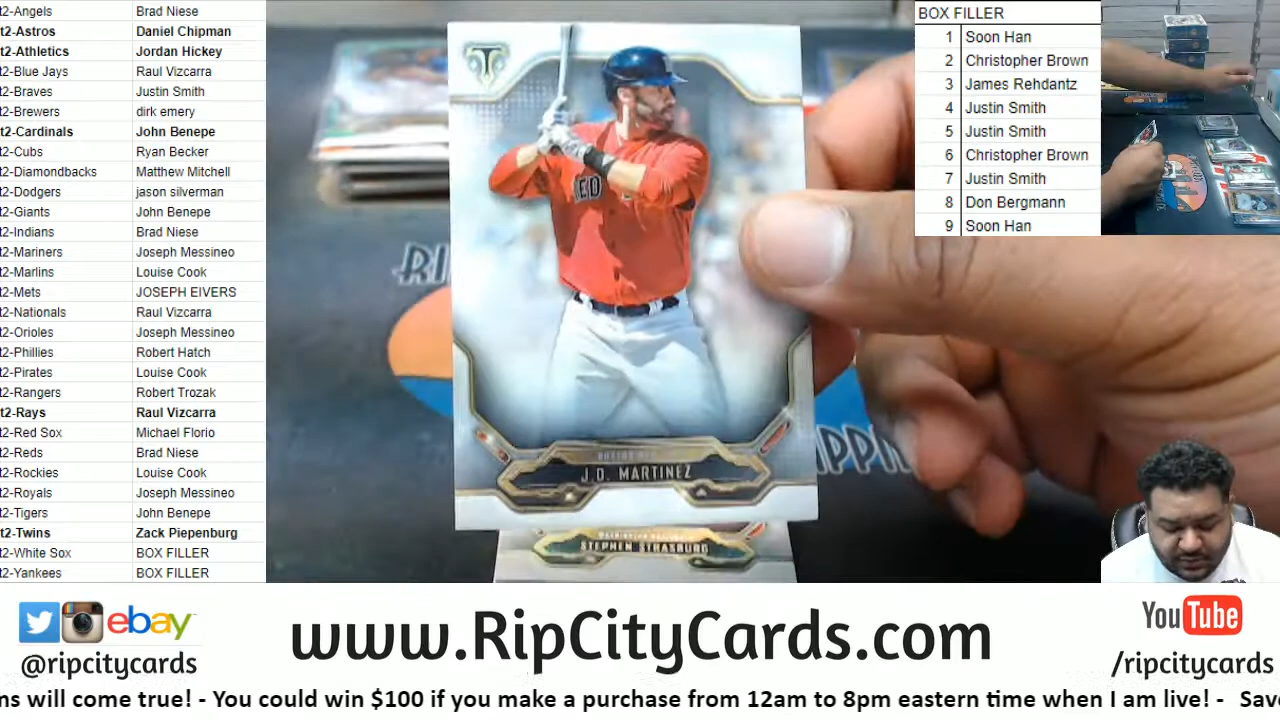 t2-Angels Brad Niese
t2-Astros Daniel Chipman
t2-Athletics Jordan Hickey
t2-Blue Jays Raul Vizcarra
t2-Braves Justin Smith
t2-Brewers dirk emery
t2-Cardinals John Benepe
t2-Cubs Ryan Becker
t2-Diamondbacks Matthew Mitchell
t2-Dodgers jason silverman
t2-Giants John Benepe
t2-Indians Brad Niese
t2-Mariners Joseph Messineo
t2-Marlins Louise Cook
t2-Mets JOSEPH EIVERS
t2-Nationals Raul Vizcarra
t2-Orioles Joseph Messineo
t2-Phillies Robert Hatch
t2-Pirates Louise Cook
t2-Rangers Robert Trozak
t2-Rays Raul Vizcarra
t2-Red Sox Michael Florio
t2-Reds Brad Niese
t2-Rockies Louise Cook
t2-Royals Joseph Messineo
t2-Tigers John Benepe
t2-Twins Zack Piepenburg
t2-White Sox BOX FILLER
t2-Yankees BOX FILLER
BOX FILLER
1 Soon Han
2 Christopher Brown
3 James Rehdantz
4 Justin Smith
5 Justin Smith
6 Christopher Brown
7 Justin Smith
8 Don Bergmann
9 Soon Han
T
ED
RI
PPI
J.D. MARTINEZ
STEPHEN STRASBURG
ebay
@ripcitycards
www.RipCityCards.com
YouTube
/ripcitycards
ms will come true! - You could win $100 if you make a purchase from 12am to 8pm eastern time when I am live! - Save